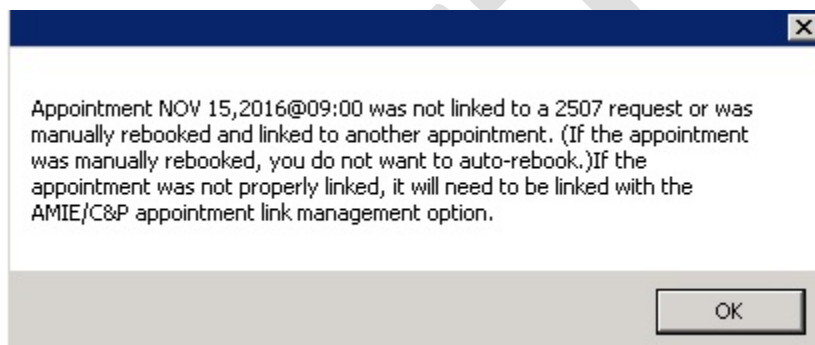 Appointment NOV 15,2016@09:00 was not linked to a 2507 request or was
manually rebooked and linked to another appointment. (If the appointment
was manually rebooked, you do not want to auto-rebook.)If the
appointment was not properly linked, it will need to be linked with the
AMIE/C&P appointment link management option.
OK